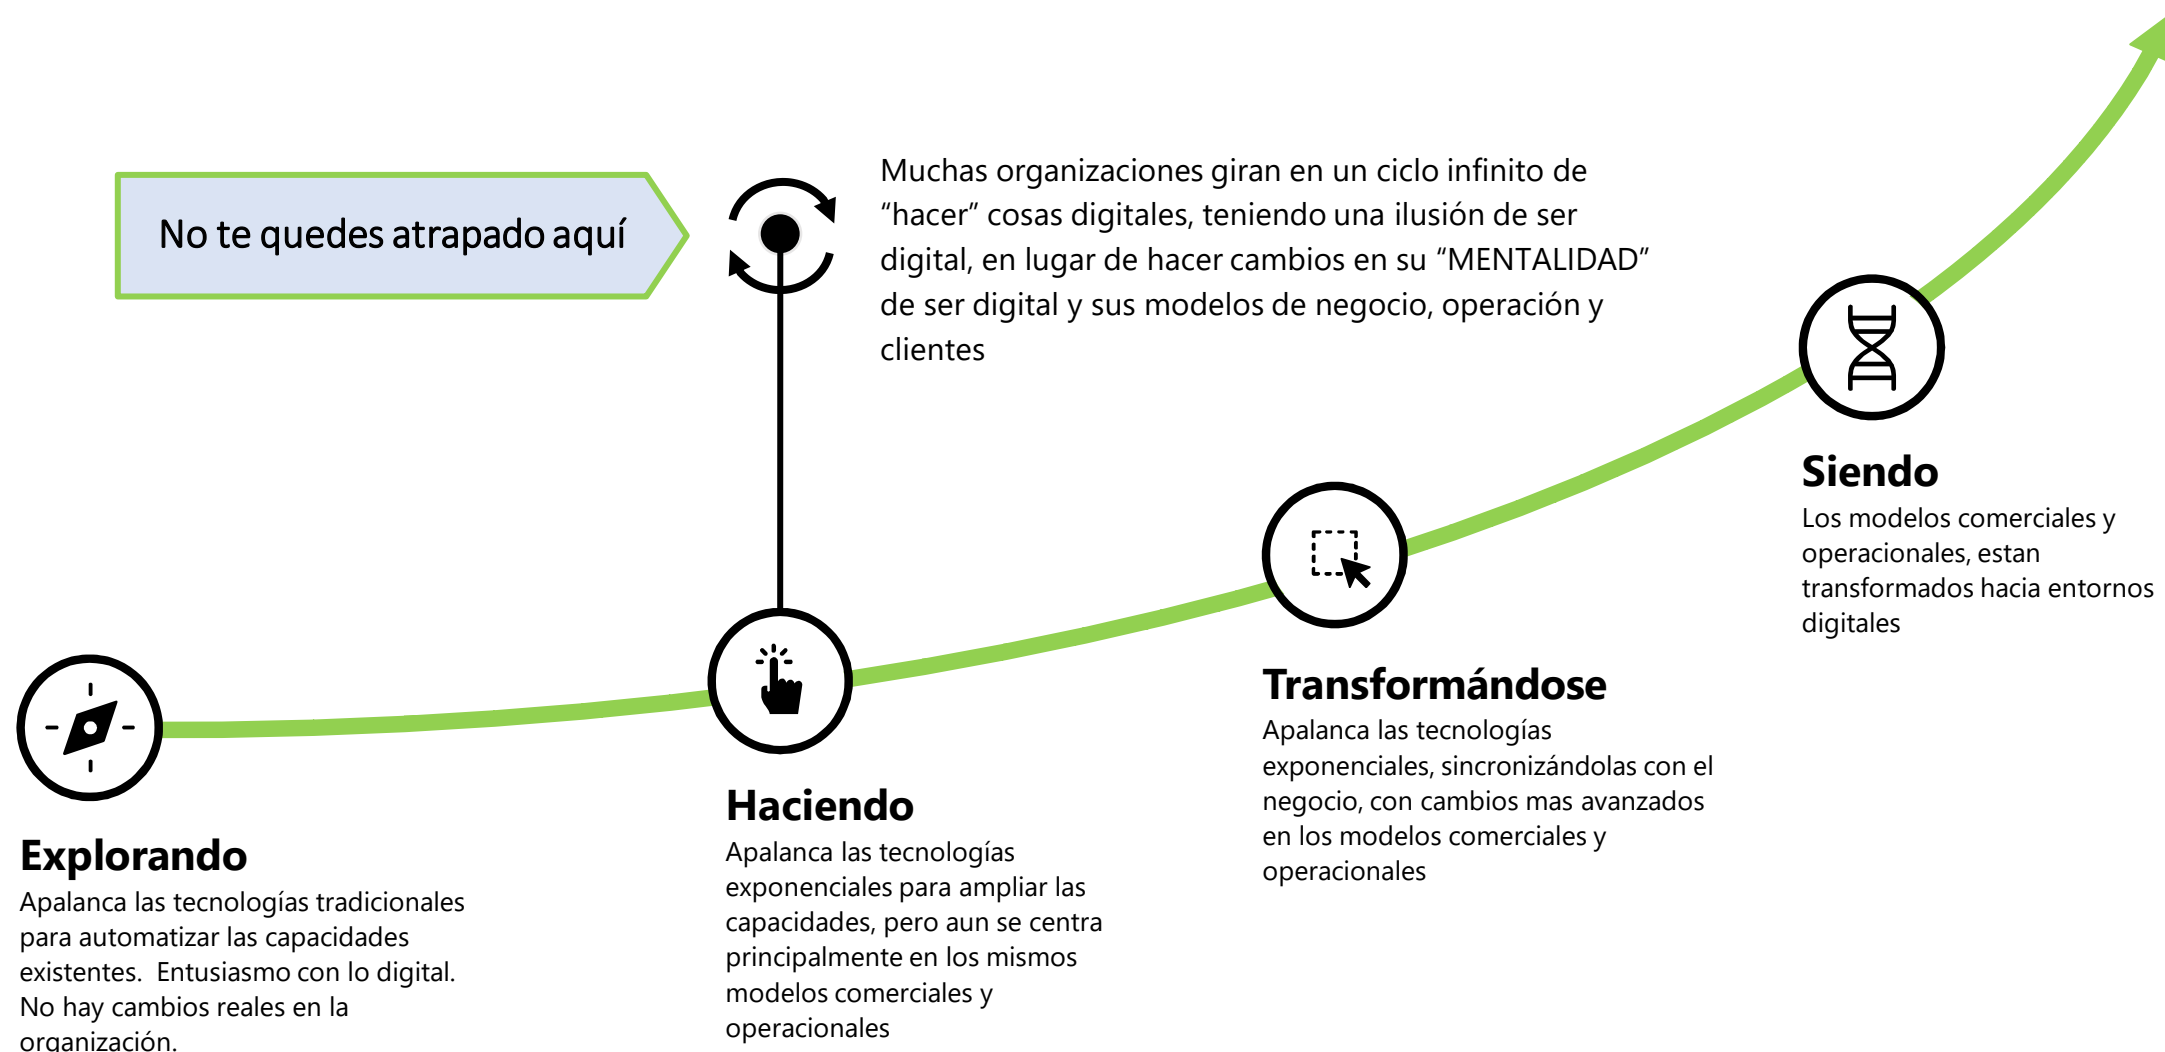 No te quedes atrapado aquí
Muchas organizaciones giran en un ciclo infinito de
“hacer” cosas digitales, teniendo una ilusión de ser
digital, en lugar de hacer cambios en su “MENTALIDAD”
de ser digital y sus modelos de negocio, operación y
clientes
Explorando
Apalanca las tecnologías tradicionales
para automatizar las capacidades
existentes.  Entusiasmo con lo digital.
No hay cambios reales en la
organización.
Haciendo
Apalanca las tecnologías
exponenciales para ampliar las
capacidades, pero aun se centra
principalmente en los mismos
modelos comerciales y
operacionales
Transformándose
Apalanca las tecnologías
exponenciales, sincronizándolas con el
negocio, con cambios mas avanzados
en los modelos comerciales y
operacionales
Siendo
Los modelos comerciales y
operacionales, estan
transformados hacia entornos
digitales